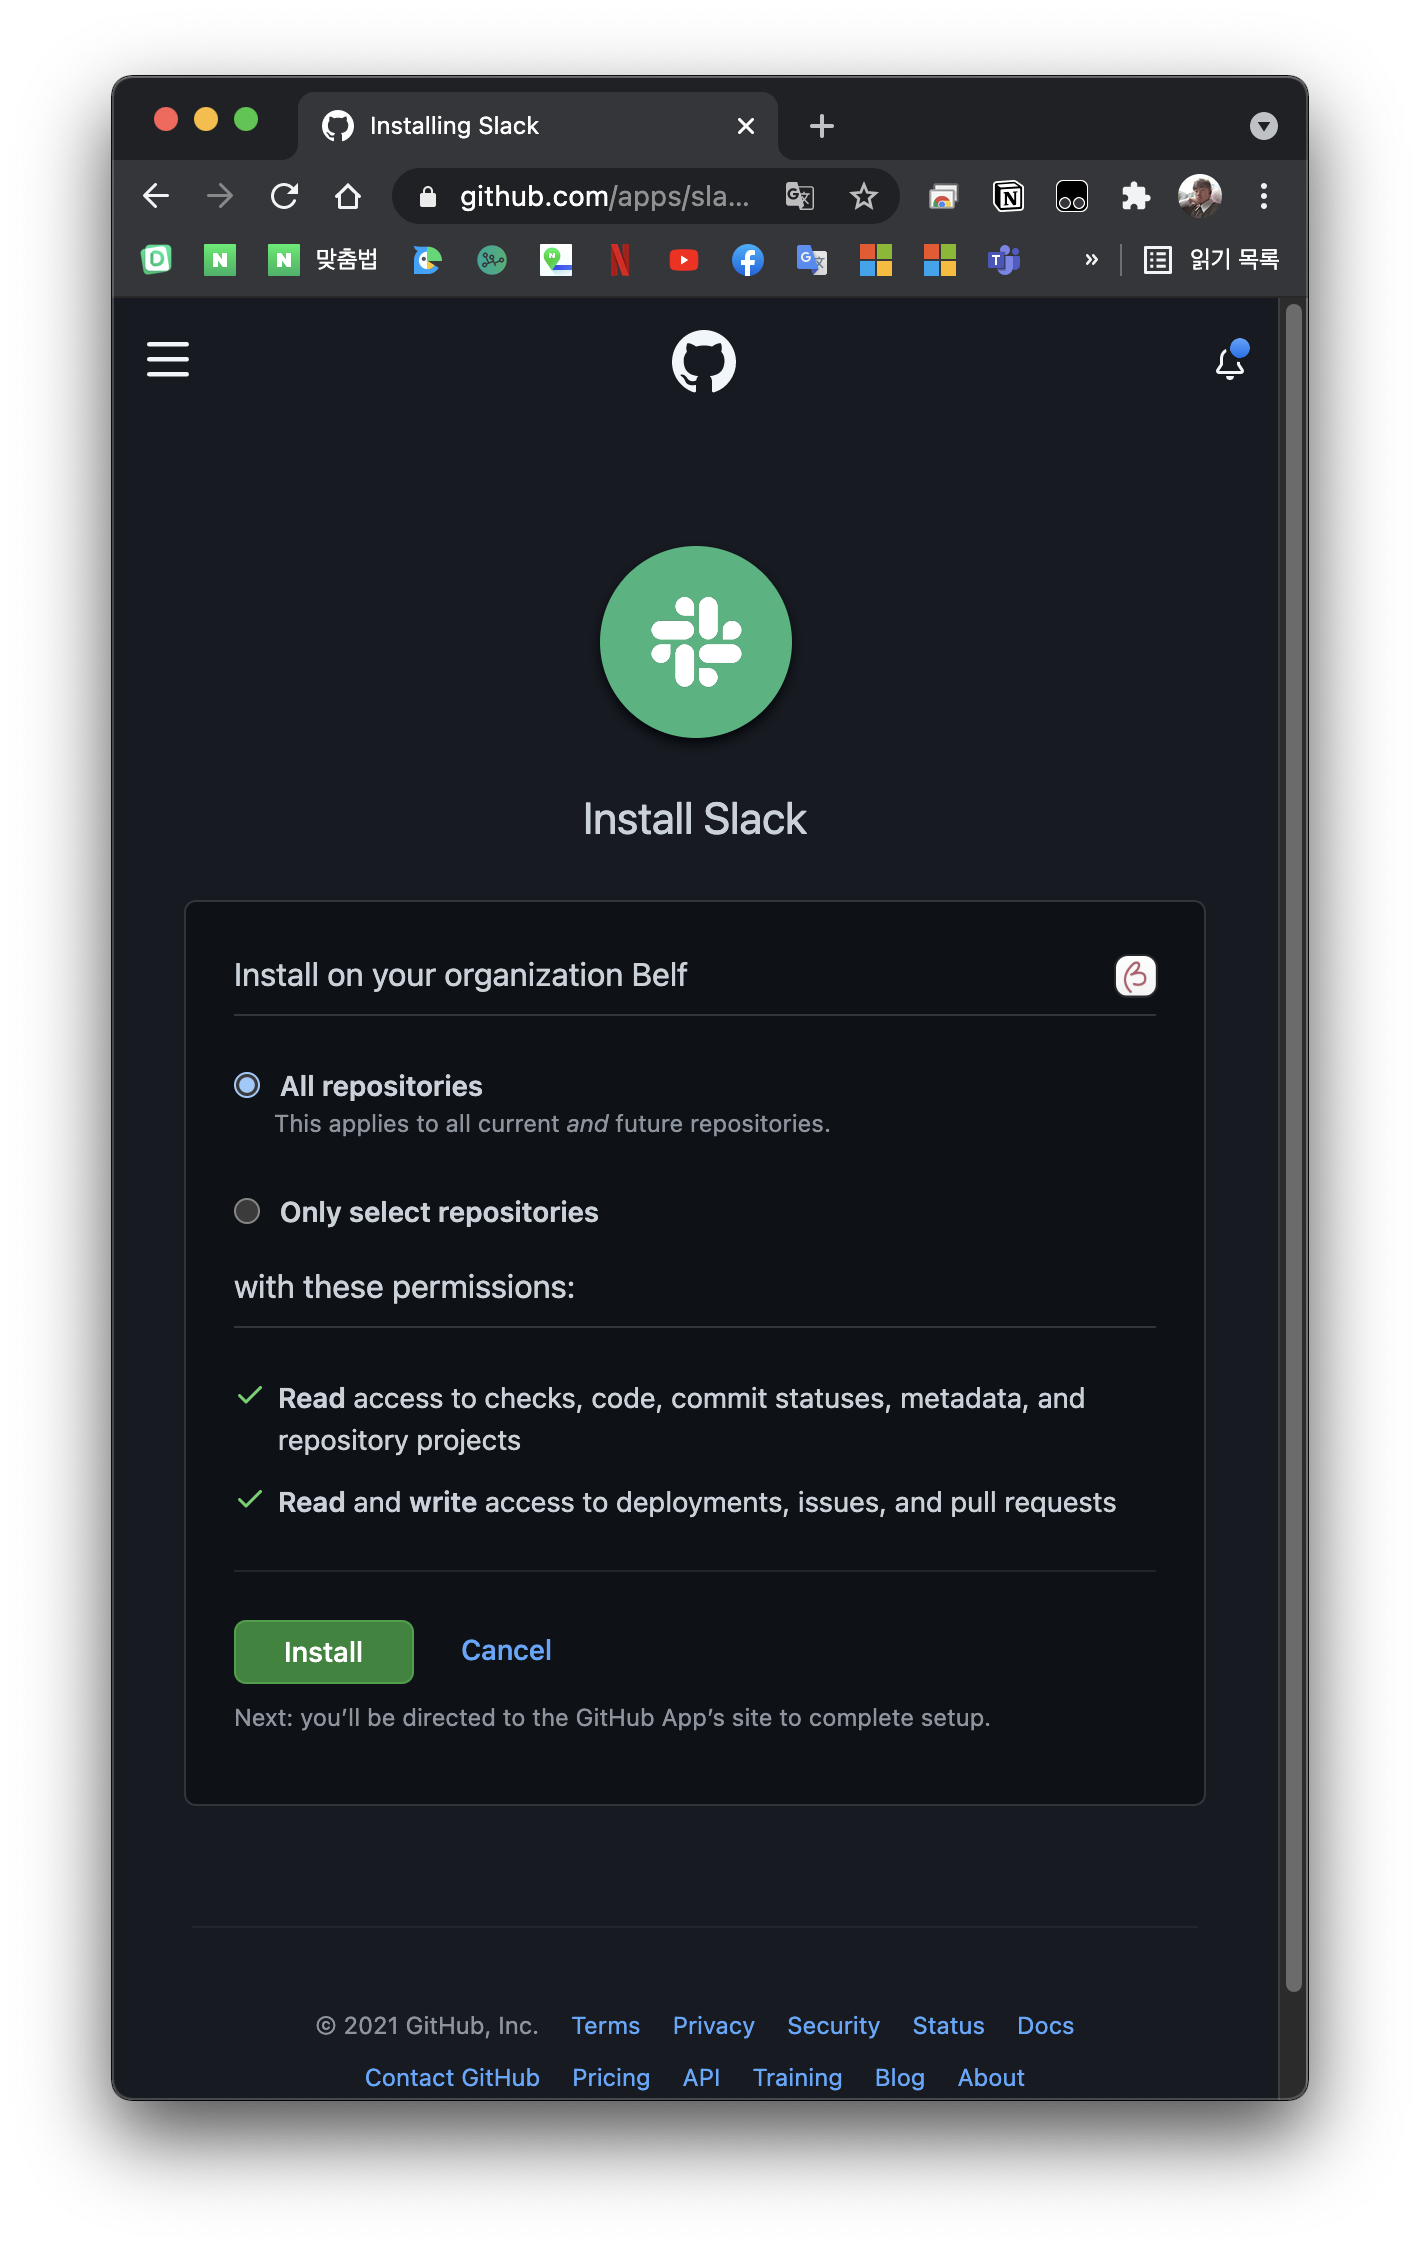 Installing Slack
github.com/apps/sla...
맞춤법
읽기 목록
Install Slack
Install on your organization Belf
All repositories
This applies to all current and future repositories.
Only select repositories
with these permissions:
Read access to checks, code, commit statuses, metadata, and
repository projects
Read and write access to deployments, issues, and pull requests
Install Cancel
Next: you’ll be directed to the GitHub App’s site to complete setup.
© 2021 GitHub, Inc. Terms Privacy Security Status Docs
Contact GitHub Pricing API Training Blog About